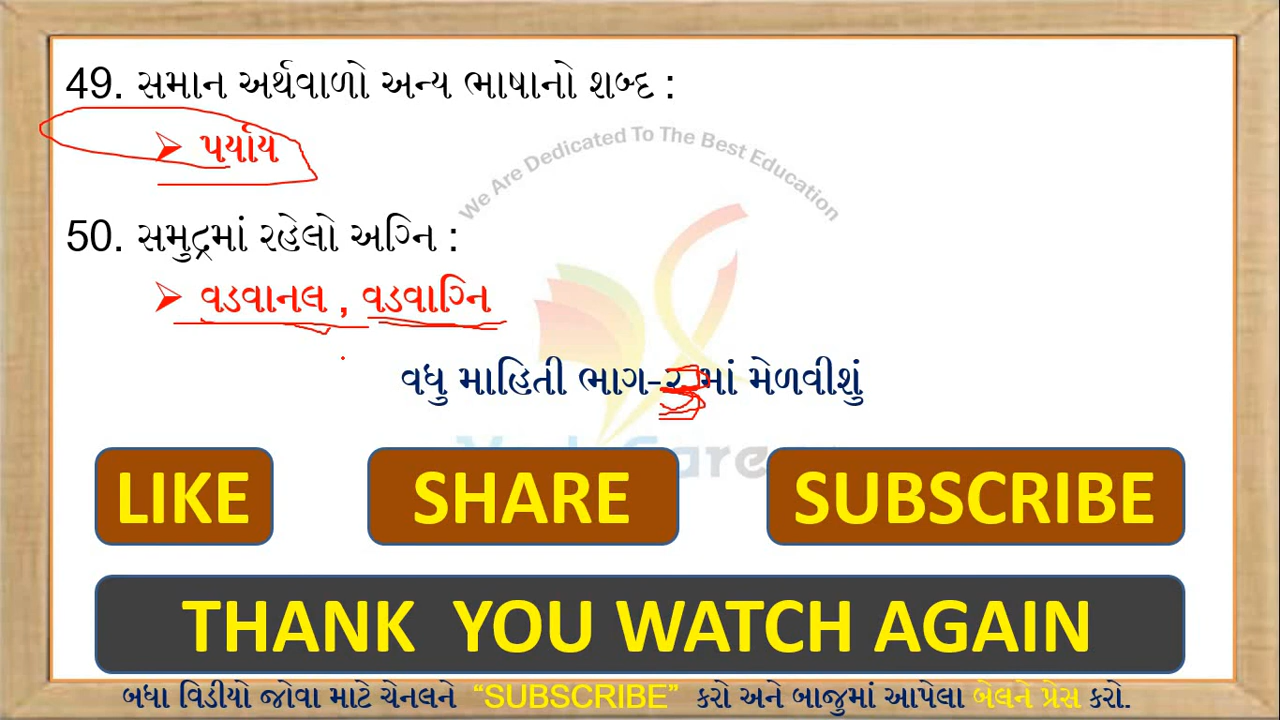 49. સમાન અર્થવાળો અન્ય ભાષાનો શબ્દ :
➢ પર્યાય
We Are Dedicated To The Best Education
50. સમુદ્રમાં રહેલો અગ્નિ :
➢ વડવાનલ , વડવાગ્નિ
વધુ માહિતી ભાગ-૨ માં મેળવીશું
LIKE SHARE SUBSCRIBE
THANK YOU WATCH AGAIN
બધા વિડીયો જોવા માટે ચેનલને “SUBSCRIBE” કરો અને બાજુમાં આપેલા બેલને પ્રેસ કરો.